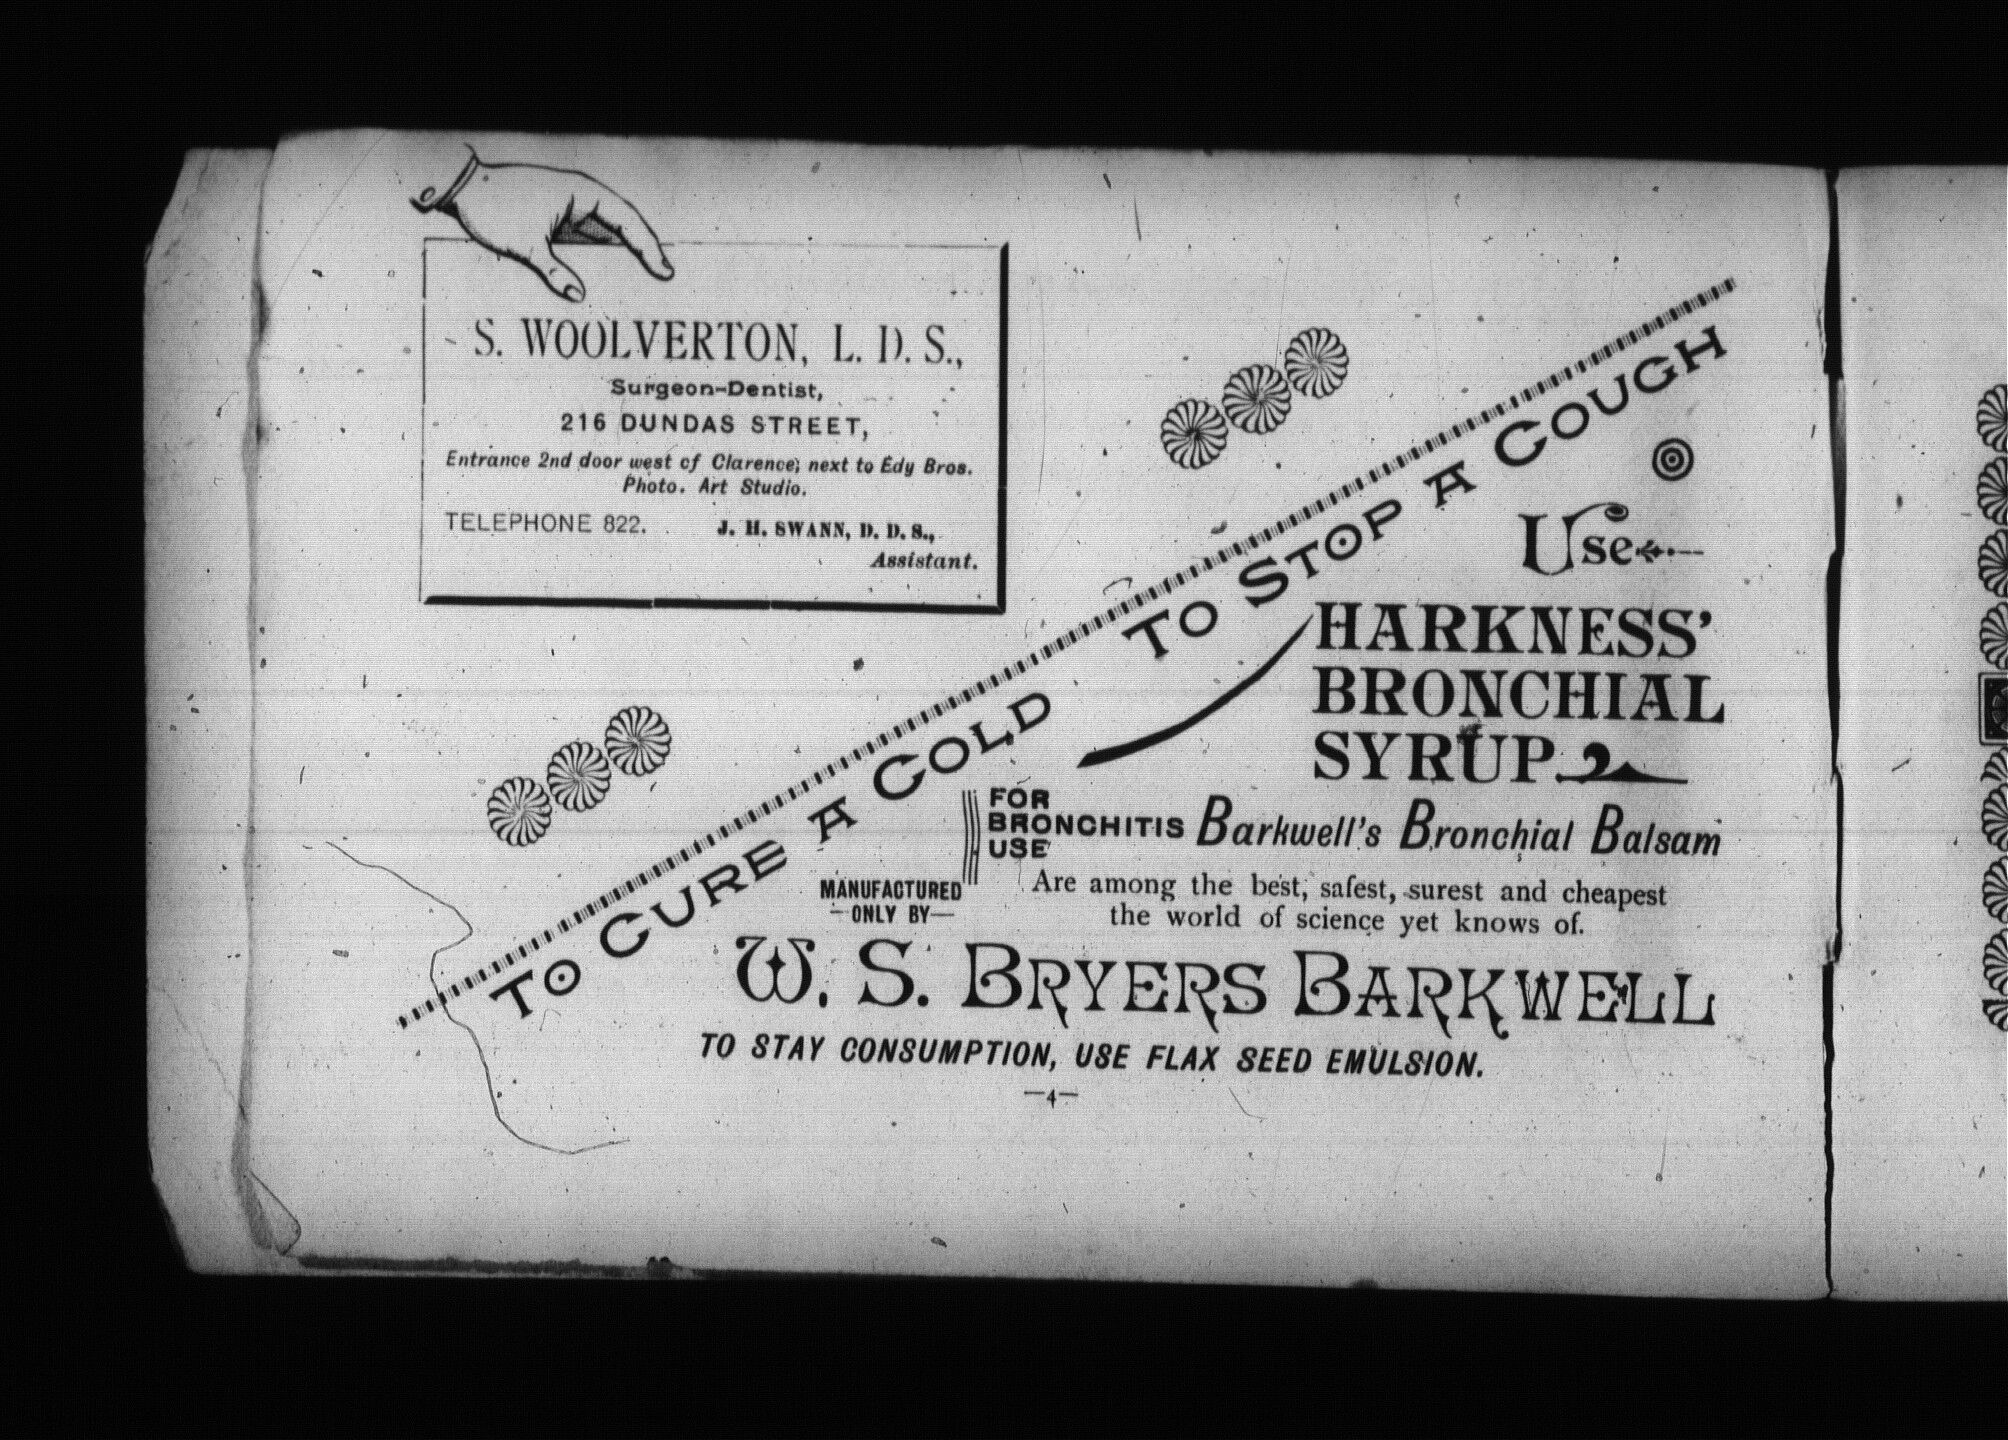 S. WOOLVERTON, L. D. S.,
Surgeon-Dentist,
216 DUNDAS STREET,
Entrance 2nd door west of Clarence, next to Edy Bros.
Photo. Art Studio.
TELEPHONE 822. J. H. SWANN, D. D. S.,
Assistant.
TO CURE A COLD TO STOP A COUGH
Use
HARKNESS'
BRONCHIAL
SYRUP
FOR
BRONCHITIS
USE
Barkwell's Bronchial Balsam
Are among the best, safest, surest and cheapest
the world of science yet knows of.
MANUFACTURED
—ONLY BY—
W. S. BRYERS BARKWELL
TO STAY CONSUMPTION, USE FLAX SEED EMULSION.
—4—